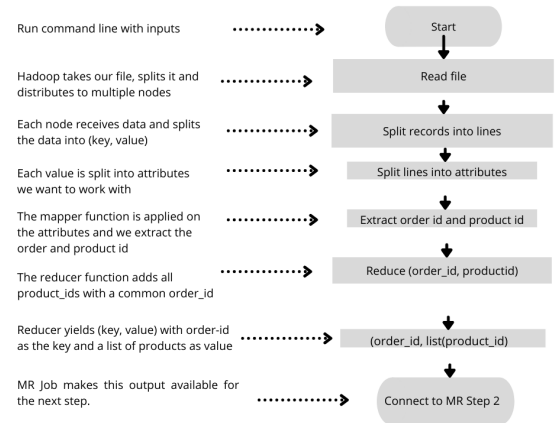 Run command line with inputs
Start
Hadoop takes our file, splits it and
distributes to multiple nodes
Read file
Each node receives data and splits
the data into (key, value)
Split records into lines
Each value is split into attributes
we want to work with
Split lines into attributes
The mapper function is applied on
the attributes and we extract the
order and product id
Extract order id and product id
The reducer function adds all
product_ids with a common order_id
Reduce (order_id, productid)
Reducer yields (key, value) with order-id
as the key and a list of products as value
(order_id, list(product_id)
MR Job makes this output available for
the next step.
Connect to MR Step 2